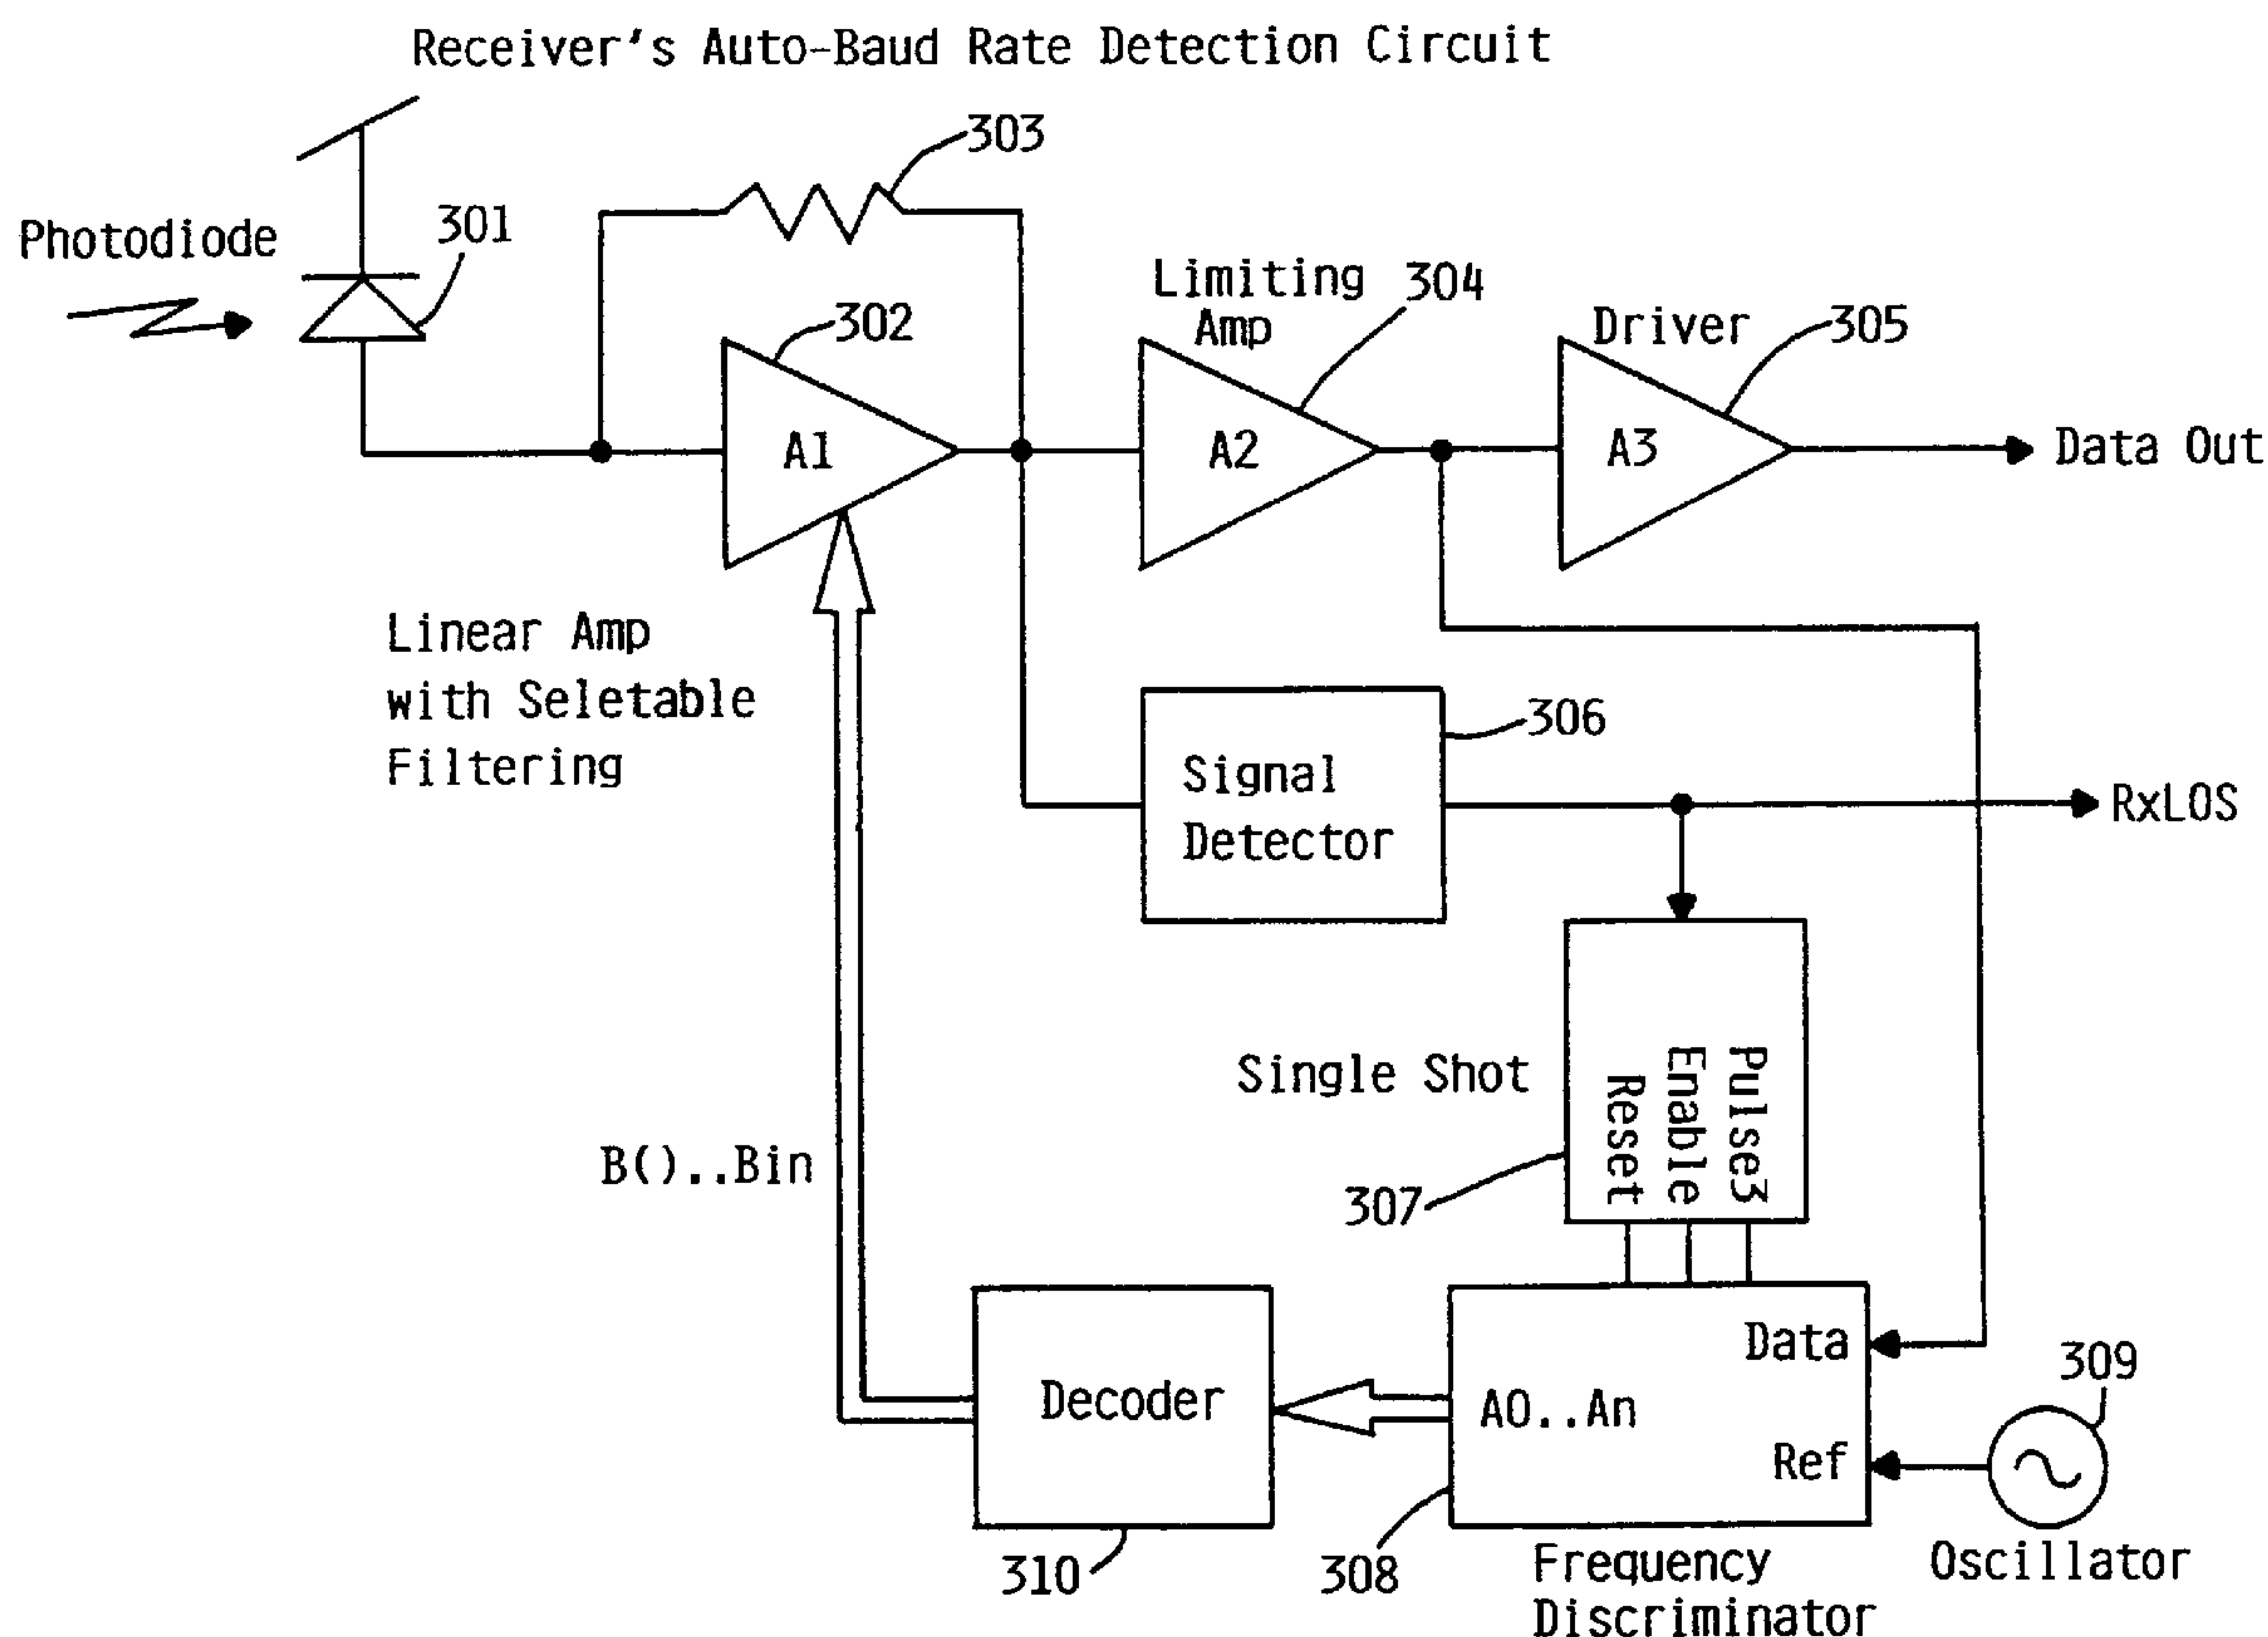 Receiver's Auto-Baud Rate Detection Circuit
303
Photodiode
301
302
Limiting
Amp
304
Driver
305
A1
A2
A3
Data Out
Linear Amp
with Seletable
Filtering
306
Signal
Detector
RxLOS
Single Shot
Reset
Enable
Pulse3
307
B()..Bin
Data
309
Decoder
A0..An
Ref
310
308
Frequency
Discriminator
Oscillator